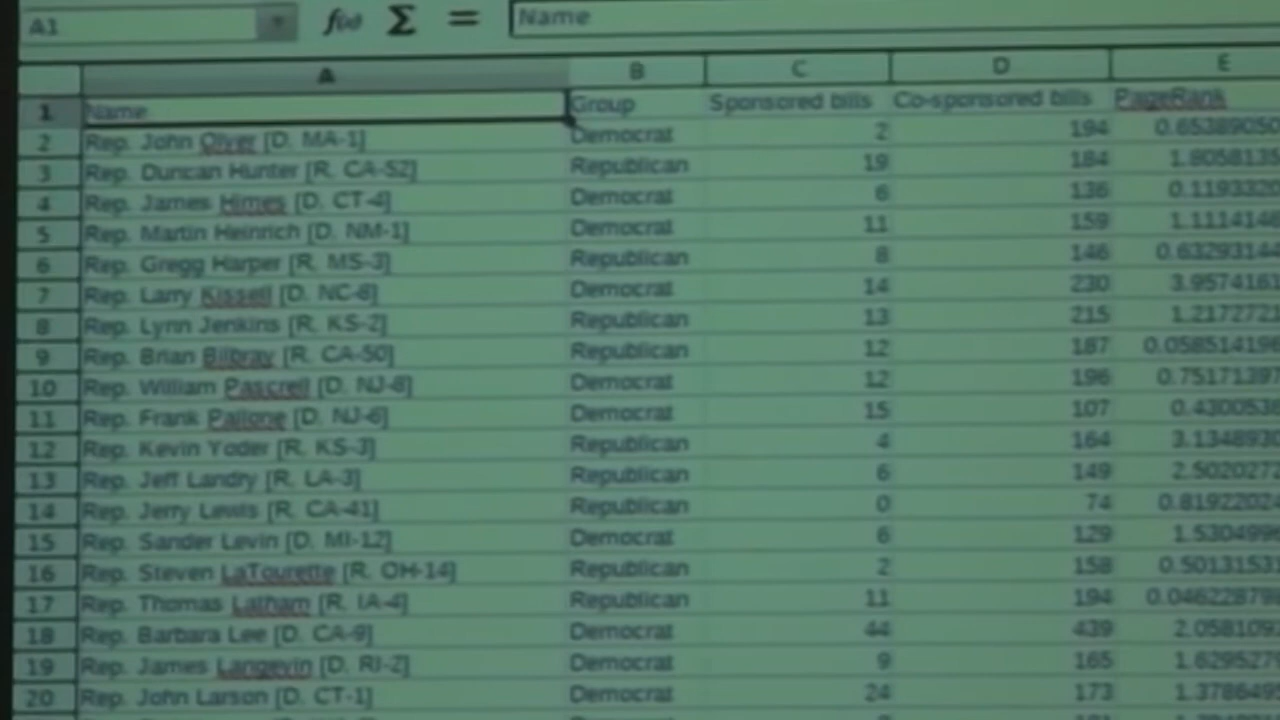 A1 f(x) Σ = Name
A B C D E
1 Name Group Sponsored bills Co-sponsored bills PageRank
2 Rep. John Olver [D, MA-1] Democrat 2 194
3 Rep. Duncan Hunter [R, CA-52] Republican 19 184
4 Rep. James Himes [D, CT-4] Democrat 6 136
5 Rep. Martin Heinrich [D, NM-1] Democrat 11 159
6 Rep. Gregg Harper [R, MS-3] Republican 8 146
7 Rep. Larry Kissell [D, NC-8] Democrat 14 230
8 Rep. Lynn Jenkins [R, KS-2] Republican 13 215
9 Rep. Brian Bilbray [R, CA-50] Republican 12 187
10 Rep. William Pascrell [D, NJ-8] Democrat 12 196
11 Rep. Frank Pallone [D, NJ-6] Democrat 15 107
12 Rep. Kevin Yoder [R, KS-3] Republican 4 164
13 Rep. Jeff Landry [R, LA-3] Republican 6 149
14 Rep. Jerry Lewis [R, CA-41] Republican 0 74
15 Rep. Sander Levin [D, MI-12] Democrat 6 129
16 Rep. Steven LaTourette [R, OH-14] Republican 2 158
17 Rep. Thomas Latham [R, IA-4] Republican 11 194
18 Rep. Barbara Lee [D, CA-9] Democrat 44 439
19 Rep. James Langevin [D, RI-2] Democrat 9 165
20 Rep. John Larson [D, CT-1] Democrat 24 173